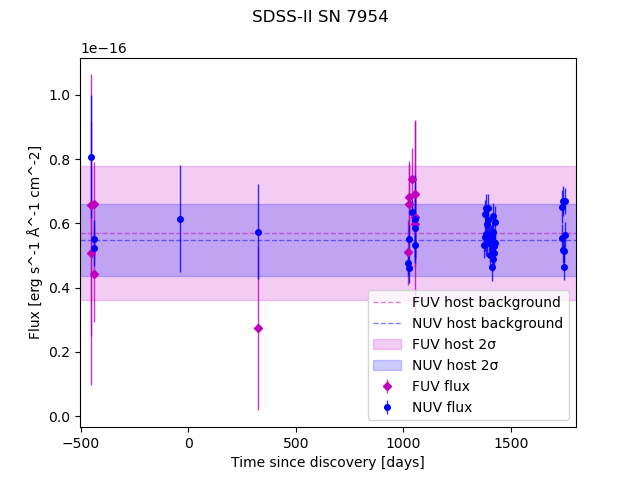 SDSS-II SN 7954
1e−16
1.0
0.8
0.6
0.4
0.2
0.0
Flux [erg s^-1 Å^-1 cm^-2]
−500
0
500
1000
1500
Time since discovery [days]
FUV host background
NUV host background
FUV host 2σ
NUV host 2σ
FUV flux
NUV flux